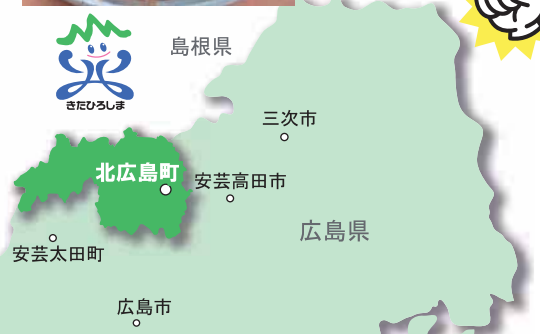 島根県
きたひろしま
三次市
北広島町
安芸高田市
広島県
安芸太田町
広島市